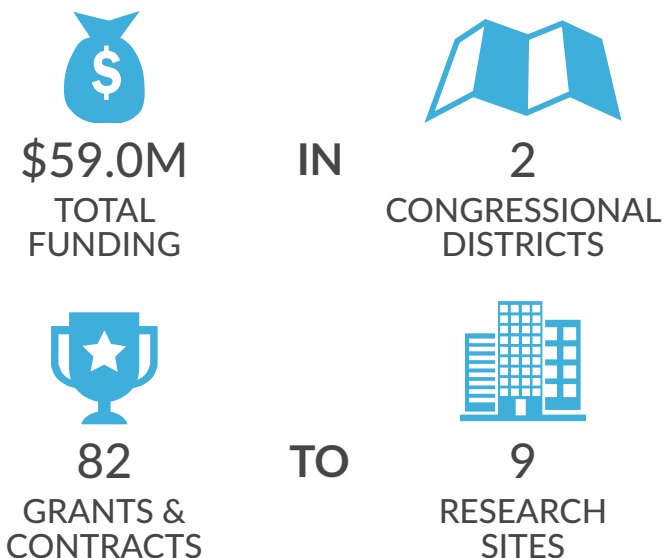 $
$59.0M
TOTAL
FUNDING
IN
2
CONGRESSIONAL
DISTRICTS
82
GRANTS &
CONTRACTS
TO
9
RESEARCH
SITES